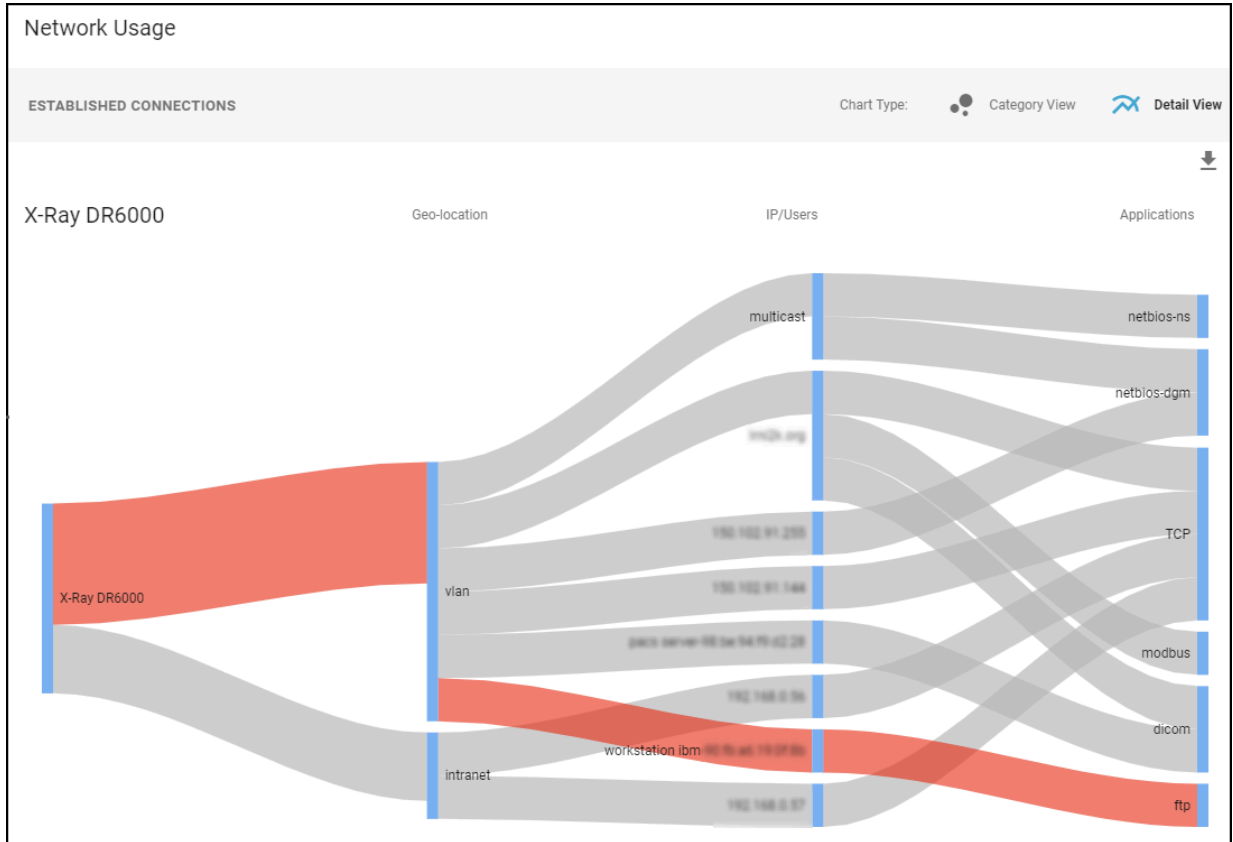 Network Usage
ESTABLISHED CONNECTIONS Chart Type: Category View Detail View
X-Ray DR6000 Geo-location IP/Users Applications
multicast netbios-ns
netbios-dgm
TCP
X-Ray DR6000 vlan
modbus
dicom
workstation ibm
intranet
ftp